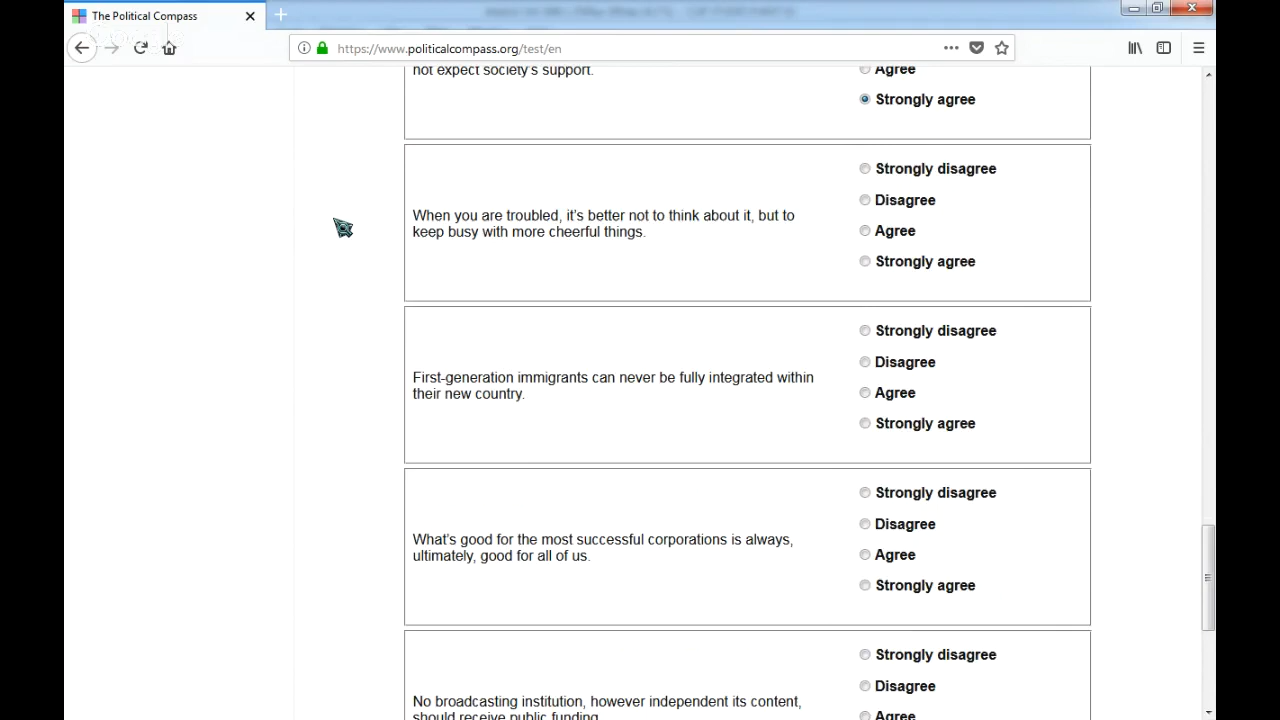 The Political Compass
https://www.politicalcompass.org/test/en
not expect society's support.
Agree
Strongly agree
Strongly disagree
When you are troubled, it's better not to think about it, but to
keep busy with more cheerful things.
Disagree
Agree
Strongly agree
Strongly disagree
First-generation immigrants can never be fully integrated within
their new country.
Disagree
Agree
Strongly agree
Strongly disagree
What's good for the most successful corporations is always,
ultimately, good for all of us.
Disagree
Agree
Strongly agree
Strongly disagree
No broadcasting institution, however independent its content,
should receive public funding.
Disagree
Agree